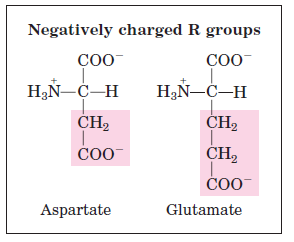 Negatively charged R groups
COO⁻ COO⁻
H₃N⁺—C—H H₃N⁺—C—H
CH₂ CH₂
COO⁻ CH₂
COO⁻
Aspartate Glutamate